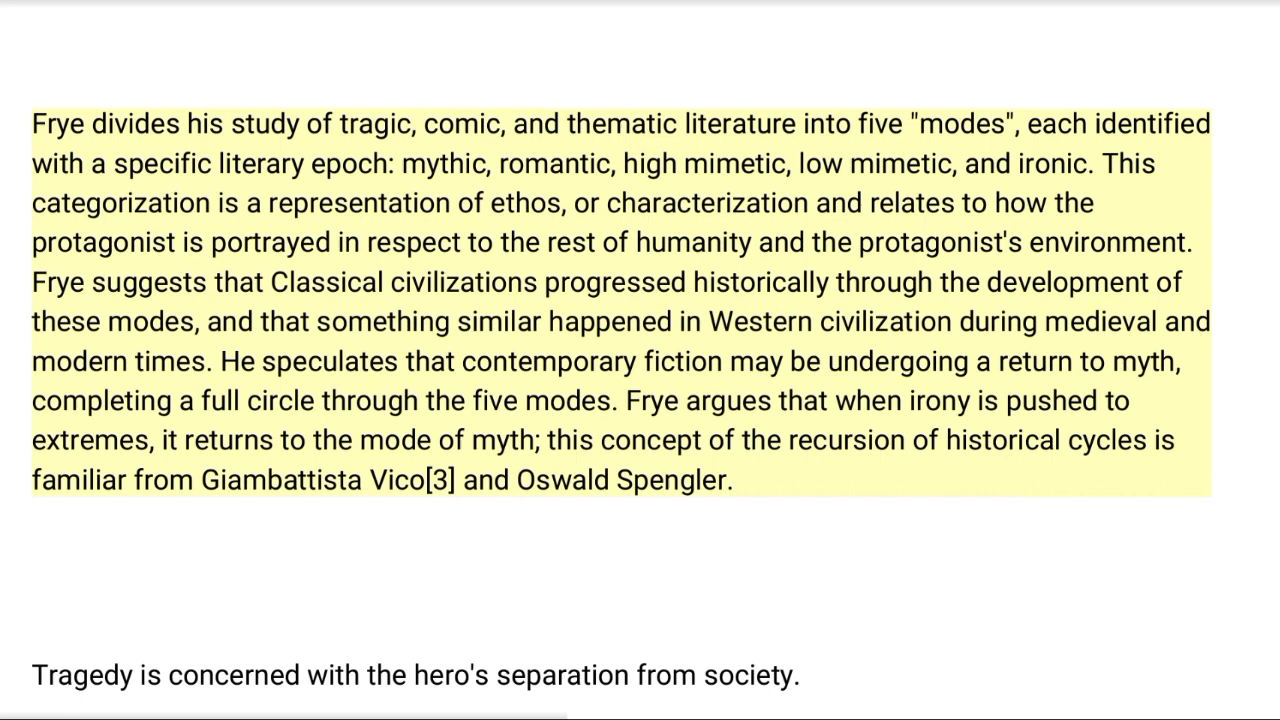 Frye divides his study of tragic, comic, and thematic literature into five "modes", each identified
with a specific literary epoch: mythic, romantic, high mimetic, low mimetic, and ironic. This
categorization is a representation of ethos, or characterization and relates to how the
protagonist is portrayed in respect to the rest of humanity and the protagonist's environment.
Frye suggests that Classical civilizations progressed historically through the development of
these modes, and that something similar happened in Western civilization during medieval and
modern times. He speculates that contemporary fiction may be undergoing a return to myth,
completing a full circle through the five modes. Frye argues that when irony is pushed to
extremes, it returns to the mode of myth; this concept of the recursion of historical cycles is
familiar from Giambattista Vico[3] and Oswald Spengler.
Tragedy is concerned with the hero's separation from society.